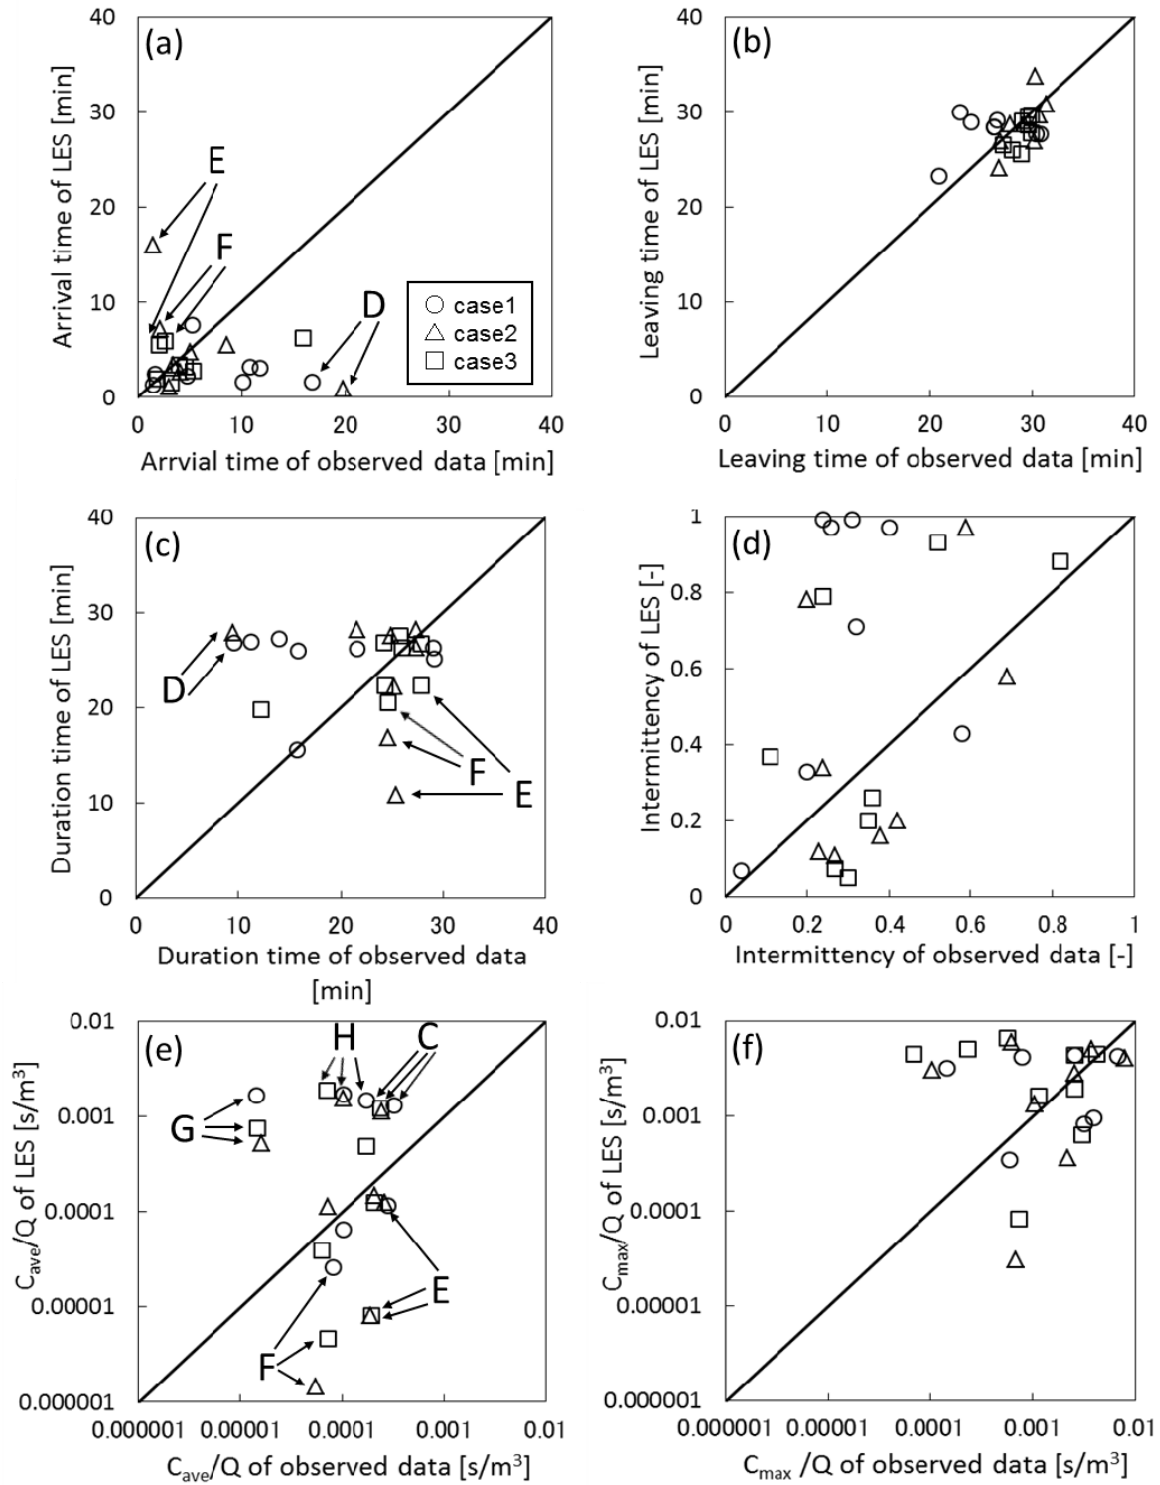 (a)
Arrival time of LES [min]
40
30
20
10
0
E
F
D
case1
case2
case3
0 10 20 30 40
Arrvial time of observed data [min]
(b)
Leaving time of LES [min]
40
30
20
10
0
0 10 20 30 40
Leaving time of observed data [min]
(c)
Duration time of LES [min]
40
30
20
10
0
D
F
E
0 10 20 30 40
Duration time of observed data
[min]
(d)
Intermittency of LES [-]
1
0.8
0.6
0.4
0.2
0
0 0.2 0.4 0.6 0.8 1
Intermittency of observed data [-]
(e)
Cave/Q of LES [s/m3]
0.01
0.001
0.0001
0.00001
0.000001
H
C
G
E
F
0.000001 0.00001 0.0001 0.001 0.01
Cave/Q of observed data [s/m3]
(f)
Cmax/Q of LES [s/m3]
0.01
0.001
0.0001
0.00001
0.000001
0.000001 0.00001 0.0001 0.001 0.01
Cmax /Q of observed data [s/m3]